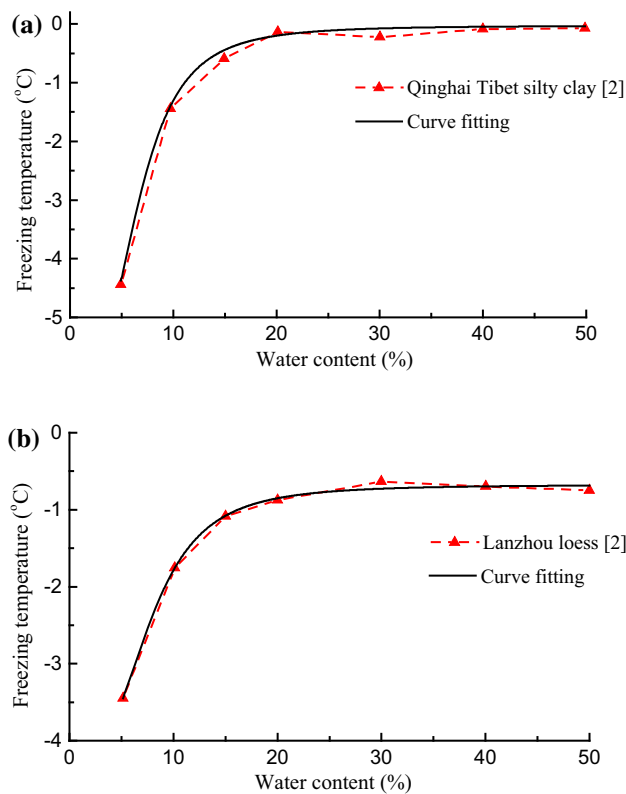 (a)
0
-1
-2
-3
-4
-5
Freezing temperature (°C)
Qinghai Tibet silty clay [2]
Curve fitting
0 10 20 30 40 50
Water content (%)
(b)
0
-1
-2
-3
-4
Freezing temperature (°C)
Lanzhou loess [2]
Curve fitting
0 10 20 30 40 50
Water content (%)